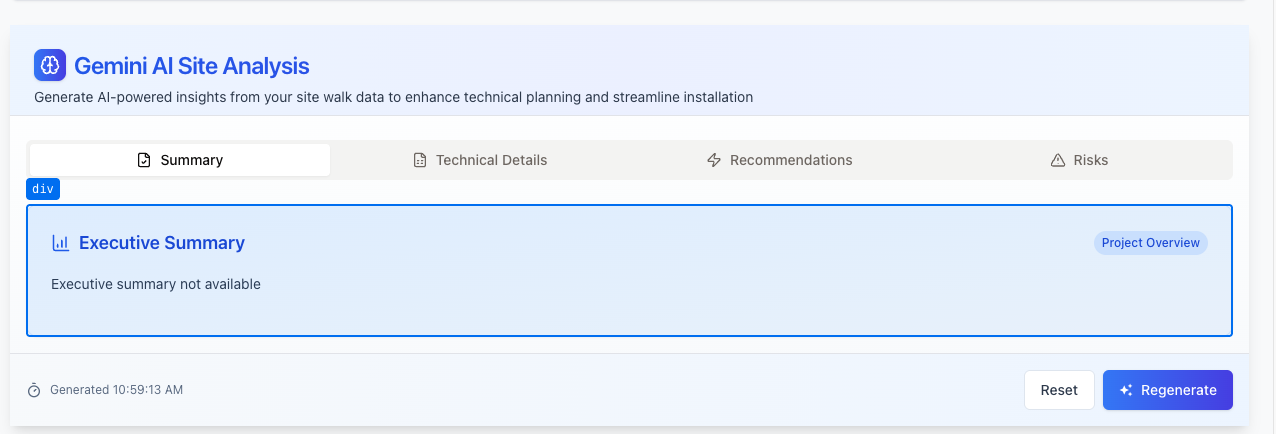 Gemini AI Site Analysis
Generate AI-powered insights from your site walk data to enhance technical planning and streamline installation
Summary
Technical Details
Recommendations
Risks
div
Executive Summary
Project Overview
Executive summary not available
Generated 10:59:13 AM
Reset
Regenerate